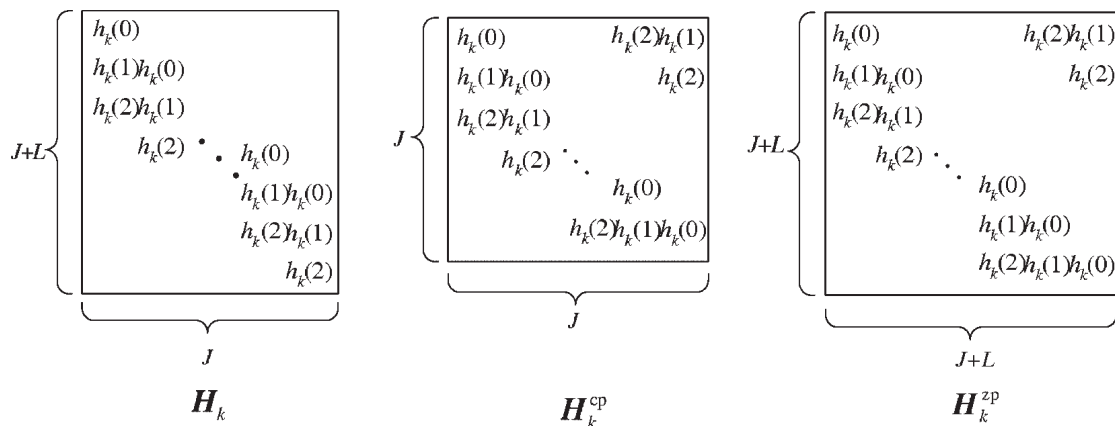 h_k(0)
h_k(1)h_k(0)
h_k(2)h_k(1)
h_k(2)
h_k(0)
h_k(1)h_k(0)
h_k(2)h_k(1)
h_k(2)
J+L
J
H_k
h_k(0) h_k(2)h_k(1)
h_k(1)h_k(0) h_k(2)
h_k(2)h_k(1)
h_k(2)
h_k(0)
h_k(2)h_k(1)h_k(0)
J
J
H_k^cp
h_k(0) h_k(2)h_k(1)
h_k(1)h_k(0) h_k(2)
h_k(2)h_k(1)
h_k(2)
h_k(0)
h_k(1)h_k(0)
h_k(2)h_k(1)h_k(0)
J+L
J+L
H_k^zp